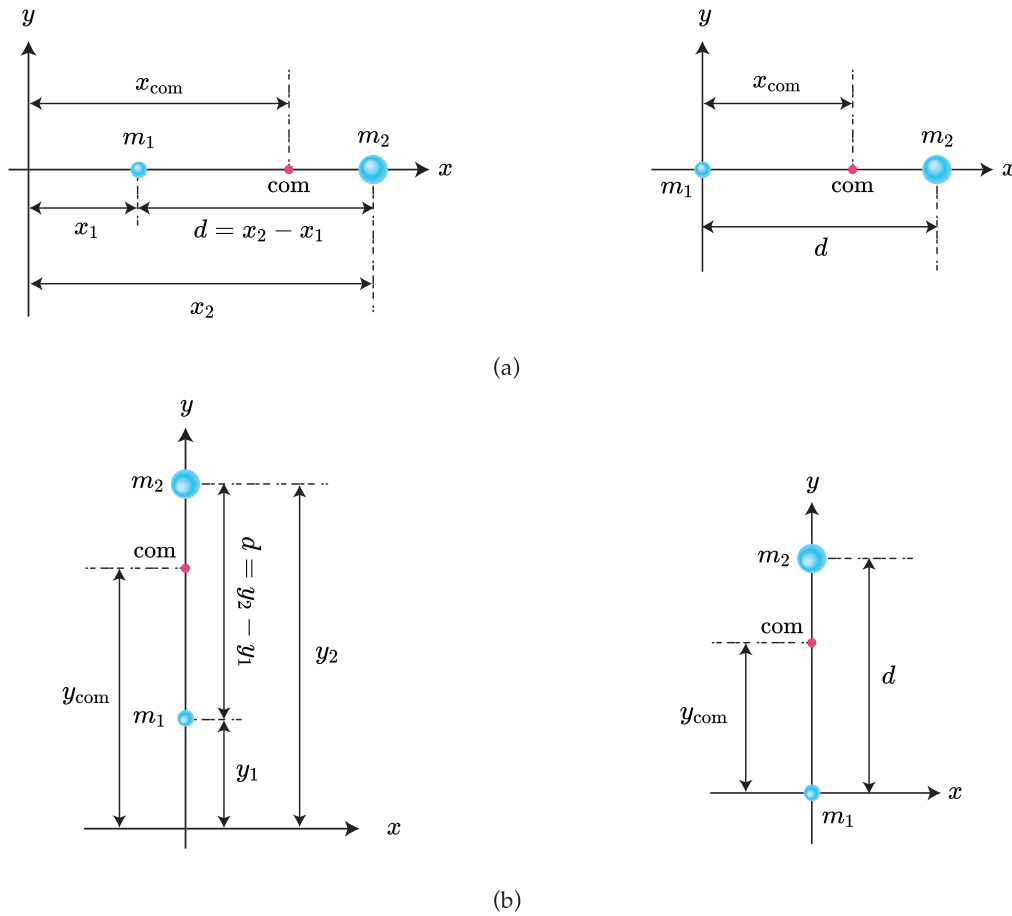 y
x_com
m_1
m_2
x
com
x_1
d = x_2 − x_1
x_2
y
x_com
m_2
x
m_1
com
d
(a)
y
m_2
com
d = y_2 − y_1
y_2
y_com
m_1
y_1
x
y
m_2
com
d
y_com
x
m_1
(b)